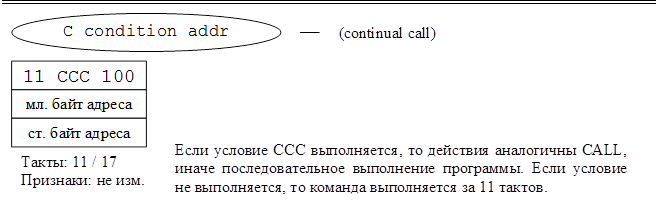 C condition addr — (continual call)
11 CCC 100
мл. байт адреса
ст. байт адреса
Такты: 11 / 17
Признаки: не изм.
Если условие CCC выполняется, то действия аналогичны CALL,
иначе последовательное выполнение программы. Если условие
не выполняется, то команда выполняется за 11 тактов.